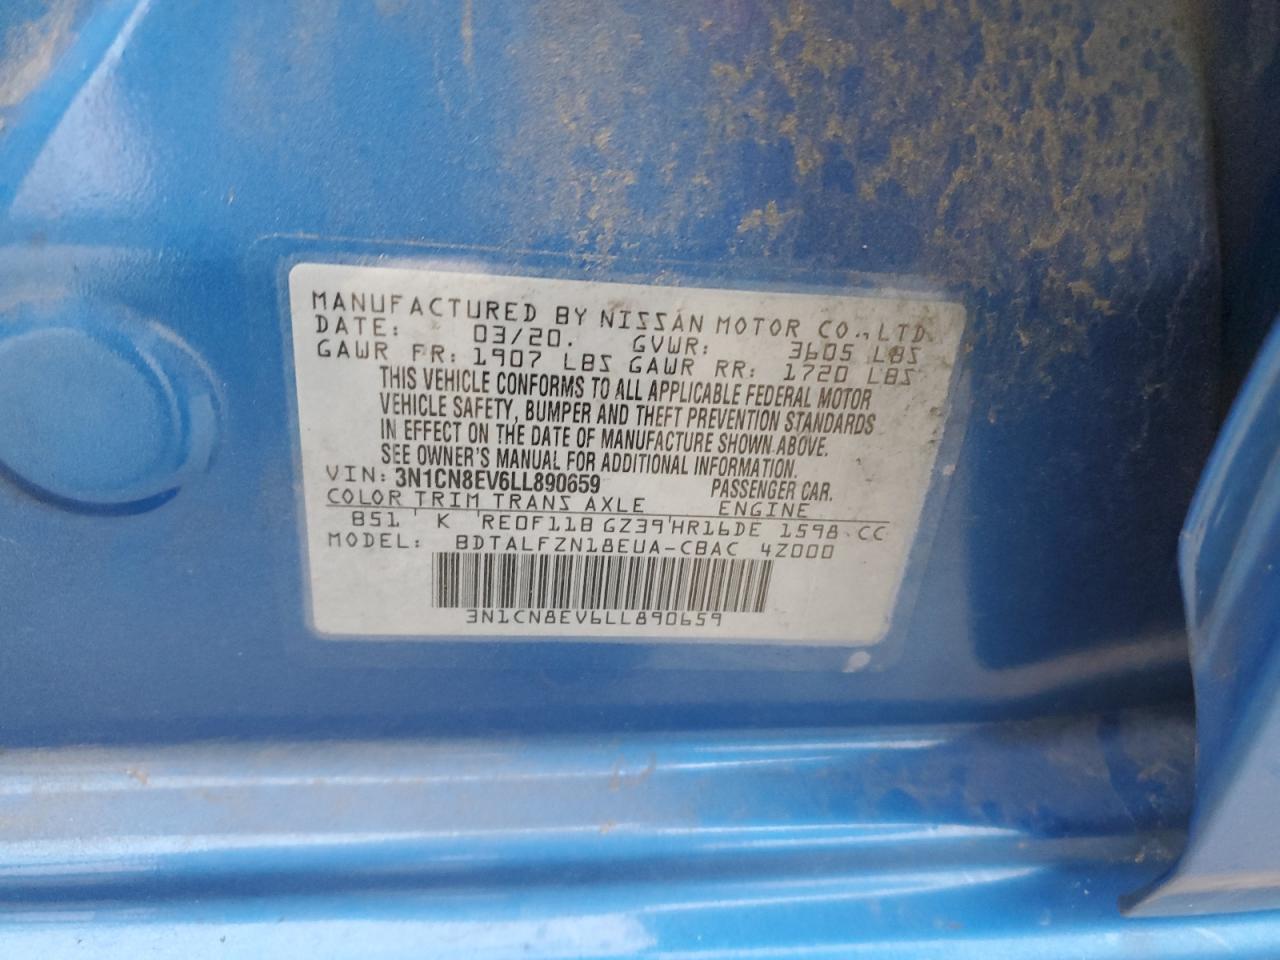 MANUFACTURED BY NISSAN MOTOR CO., LTD.
DATE: 03/20. GVWR: 3605 LBS
GAWR FR: 1907 LBS GAWR RR: 1720 LBS
THIS VEHICLE CONFORMS TO ALL APPLICABLE FEDERAL MOTOR
VEHICLE SAFETY, BUMPER AND THEFT PREVENTION STANDARDS
IN EFFECT ON THE DATE OF MANUFACTURE SHOWN ABOVE.
SEE OWNER'S MANUAL FOR ADDITIONAL INFORMATION.
VIN: 3N1CN8EV6LL890659 PASSENGER CAR.
COLOR TRIM TRANS AXLE ENGINE
B51 K RE0F11B GZ39 HR16DE 1598 CC
MODEL: BDTALFZN18EUA-CBAC 4Z000
3N1CN8EV6LL890659